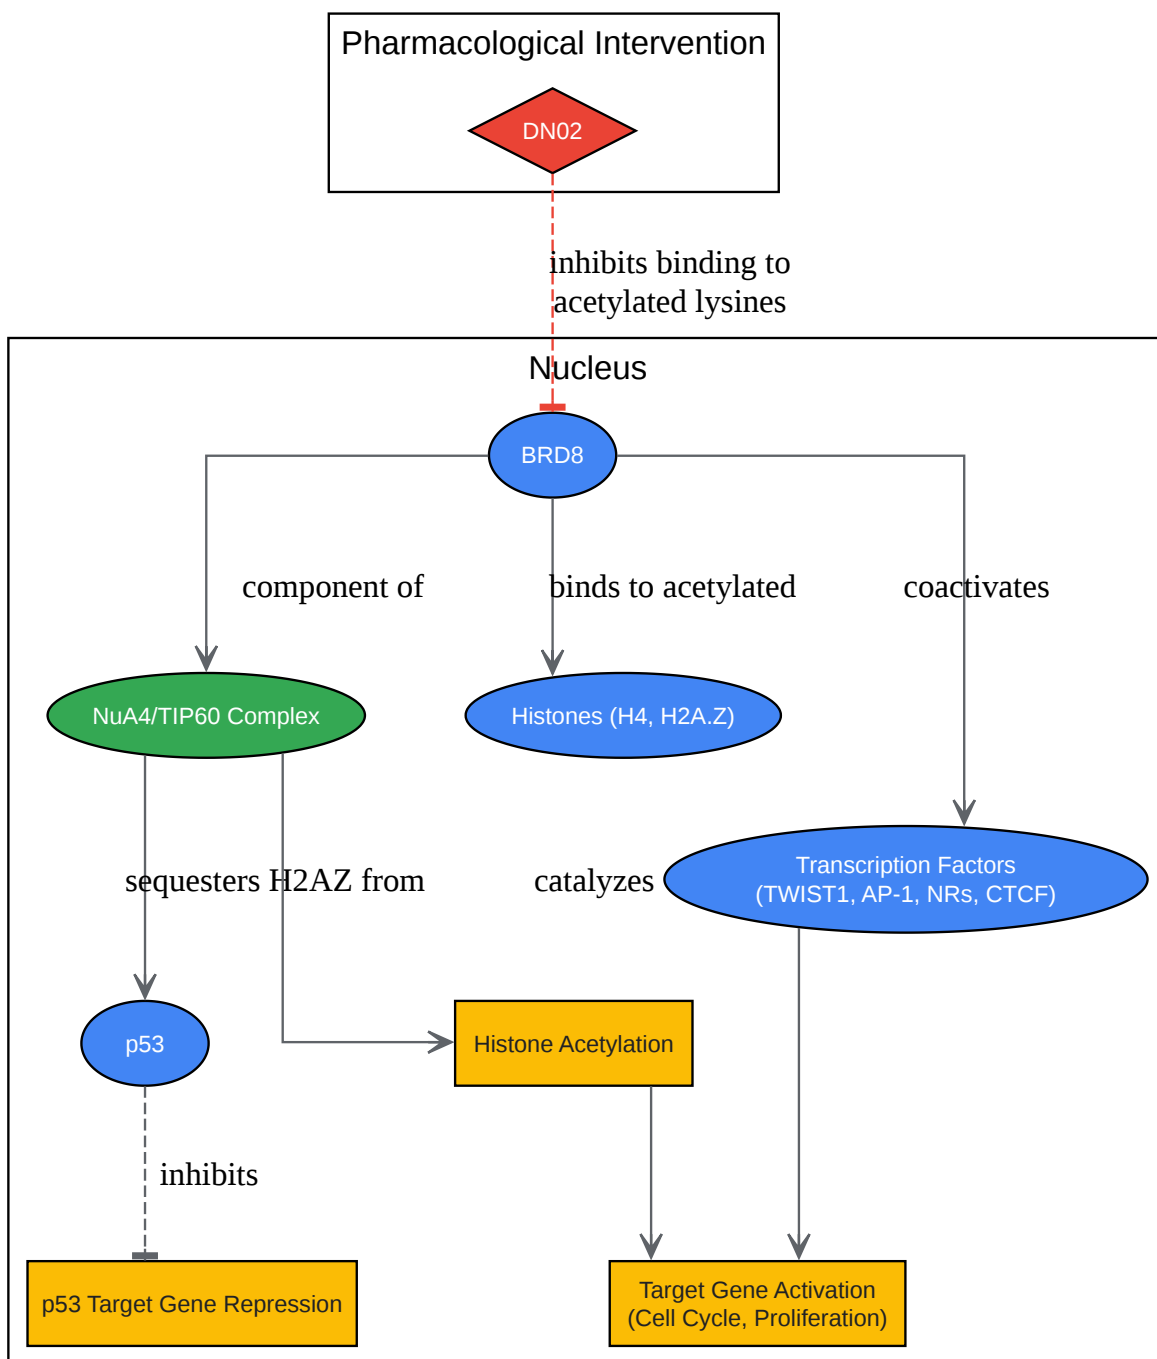 Pharmacological Intervention
DN02
inhibits binding to
acetylated lysines
Nucleus
BRD8
component of
binds to acetylated
coactivates
NuA4/TIP60 Complex
Histones (H4, H2A.Z)
Transcription Factors
(TWIST1, AP-1, NRs, CTCF)
sequesters H2AZ from
catalyzes
p53
Histone Acetylation
inhibits
p53 Target Gene Repression
Target Gene Activation
(Cell Cycle, Proliferation)